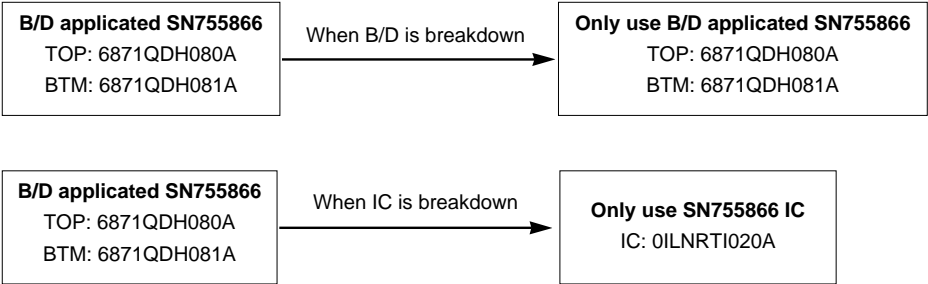 B/D applicated SN755866
TOP: 6871QDH080A
BTM: 6871QDH081A
When B/D is breakdown
Only use B/D applicated SN755866
TOP: 6871QDH080A
BTM: 6871QDH081A
B/D applicated SN755866
TOP: 6871QDH080A
BTM: 6871QDH081A
When IC is breakdown
Only use SN755866 IC
IC: 0ILNRTI020A